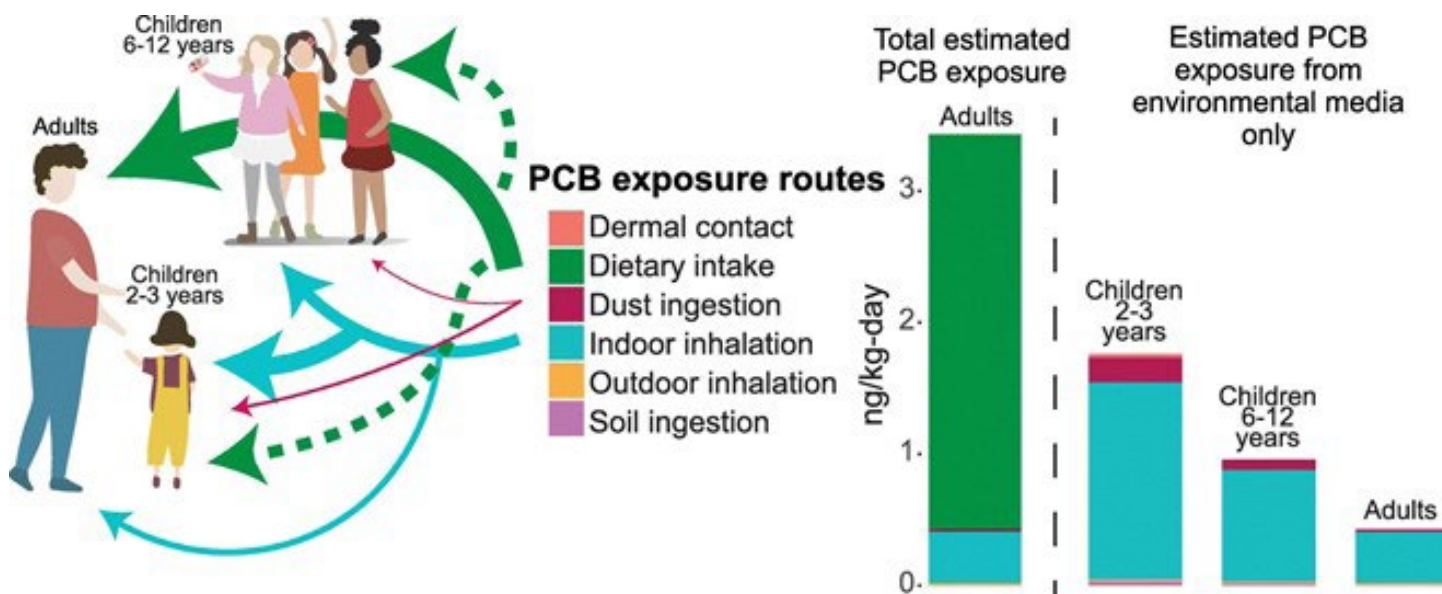 Children
6-12 years
Adults
Children
2-3 years
PCB exposure routes
Dermal contact
Dietary intake
Dust ingestion
Indoor inhalation
Outdoor inhalation
Soil ingestion
Total estimated
PCB exposure
Adults
ng/kg-day
3
2
1
0
Estimated PCB
exposure from
environmental media
only
Children
2-3
years
Children
6-12
years
Adults